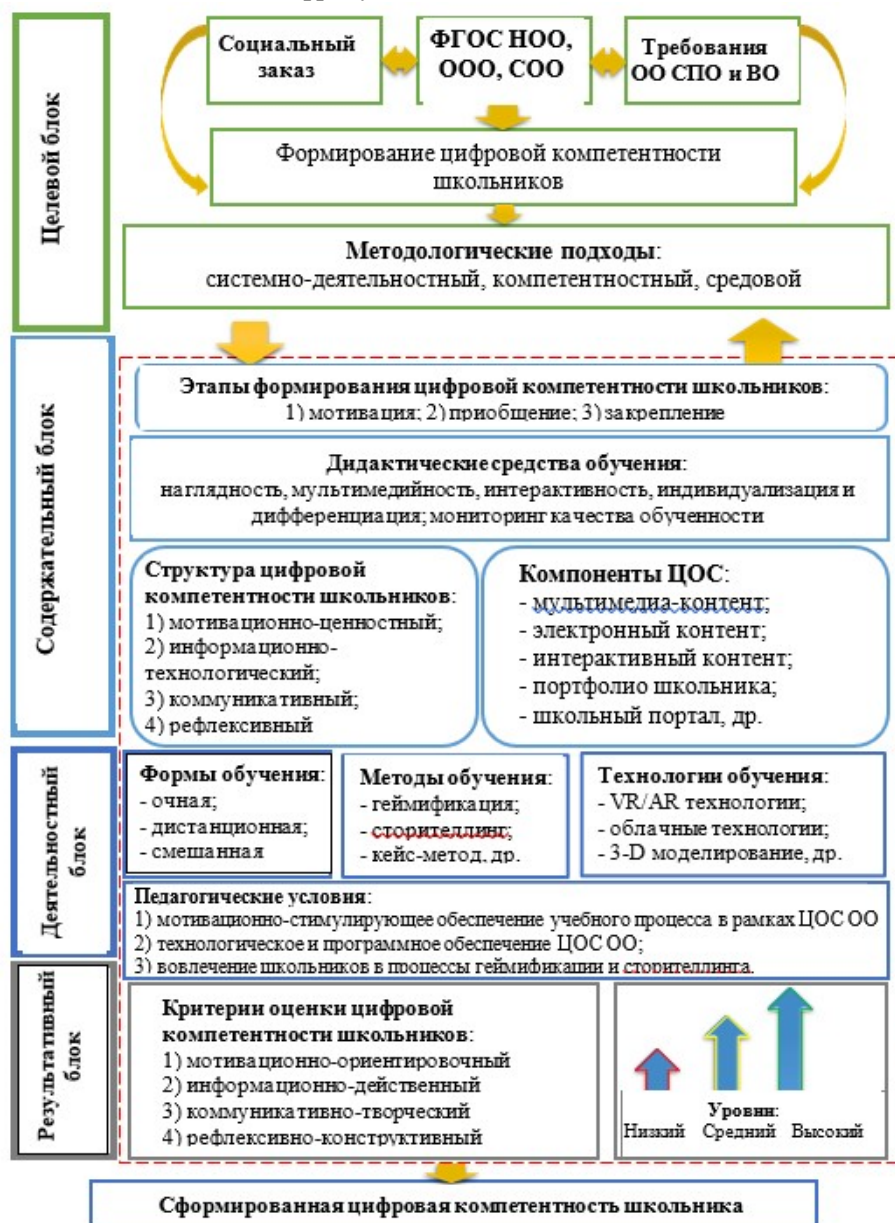 Социальный
заказ
ФГОС НОО,
ООО, СОО
Требования
ОО СПО и ВО
Целевой блок
Формирование цифровой компетентности
школьников
Методологические подходы:
системно-деятельностный, компетентностный, средовой
Содержательный блок
Этапы формирования цифровой компетентности школьников:
1) мотивация; 2) приобщение; 3) закрепление
Дидактические средства обучения:
наглядность, мультимедийность, интерактивность, индивидуализация и
дифференциация; мониторинг качества обученности
Структура цифровой
компетентности школьников:
1) мотивационно-ценностный;
2) информационно-
технологический;
3) коммуникативный;
4) рефлексивный
Компоненты ЦОС:
- мультимедиа-контент;
- электронный контент;
- интерактивный контент;
- портфолио школьника;
- школьный портал, др.
Деятельностный
блок
Формы обучения:
- очная;
- дистанционная;
- смешанная
Методы обучения:
- геймификация;
- сторителлинг;
- кейс-метод, др.
Технологии обучения:
- VR/AR технологии;
- облачные технологии;
- 3-D моделирование, др.
Педагогические условия:
1) мотивационно-стимулирующее обеспечение учебного процесса в рамках ЦОС ОО
2) технологическое и программное обеспечение ЦОС ОО;
3) вовлечение школьников в процессы геймификации и сторителлинга.
Результативный
блок
Критерии оценки цифровой
компетентности школьников:
1) мотивационно-ориентировочный
2) информационно-действенный
3) коммуникативно-творческий
4) рефлексивно-конструктивный
Уровни:
Низкий Средний Высокий
Сформированная цифровая компетентность школьника